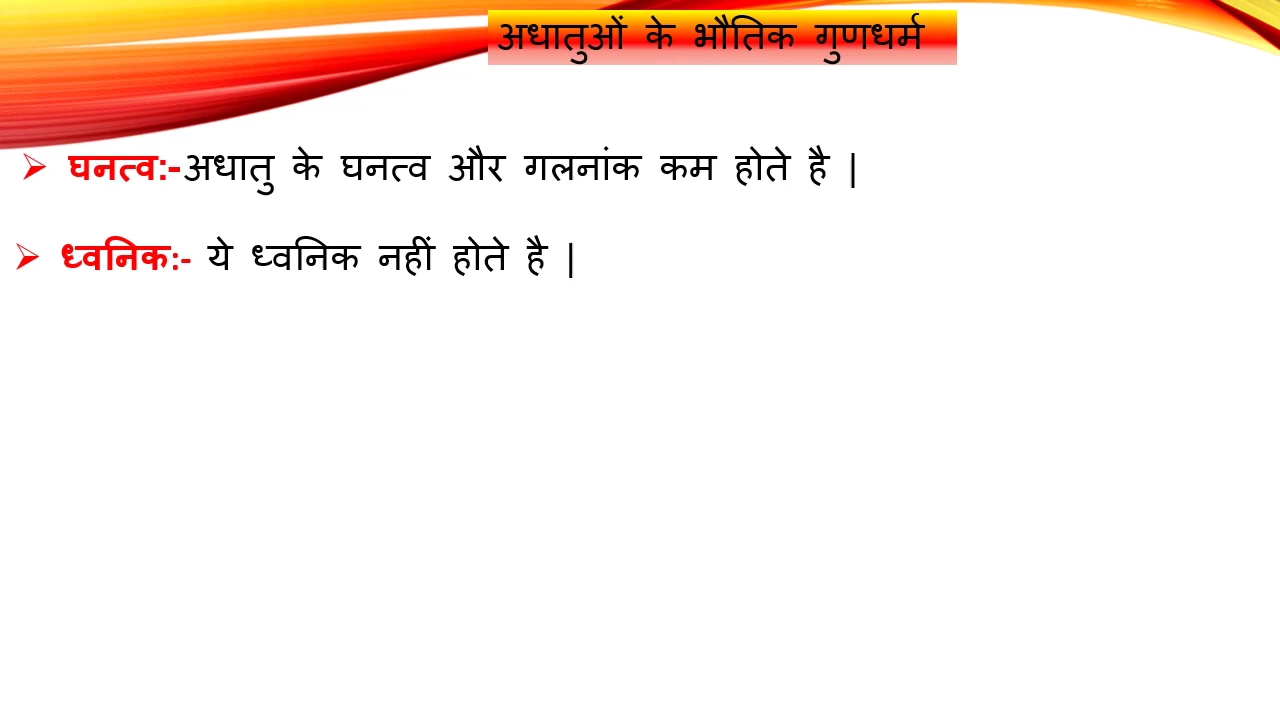 अधातुओं के भौतिक गुणधर्म
➢ घनत्व:-अधातु के घनत्व और गलनांक कम होते है |
➢ ध्वनिक:- ये ध्वनिक नहीं होते है |